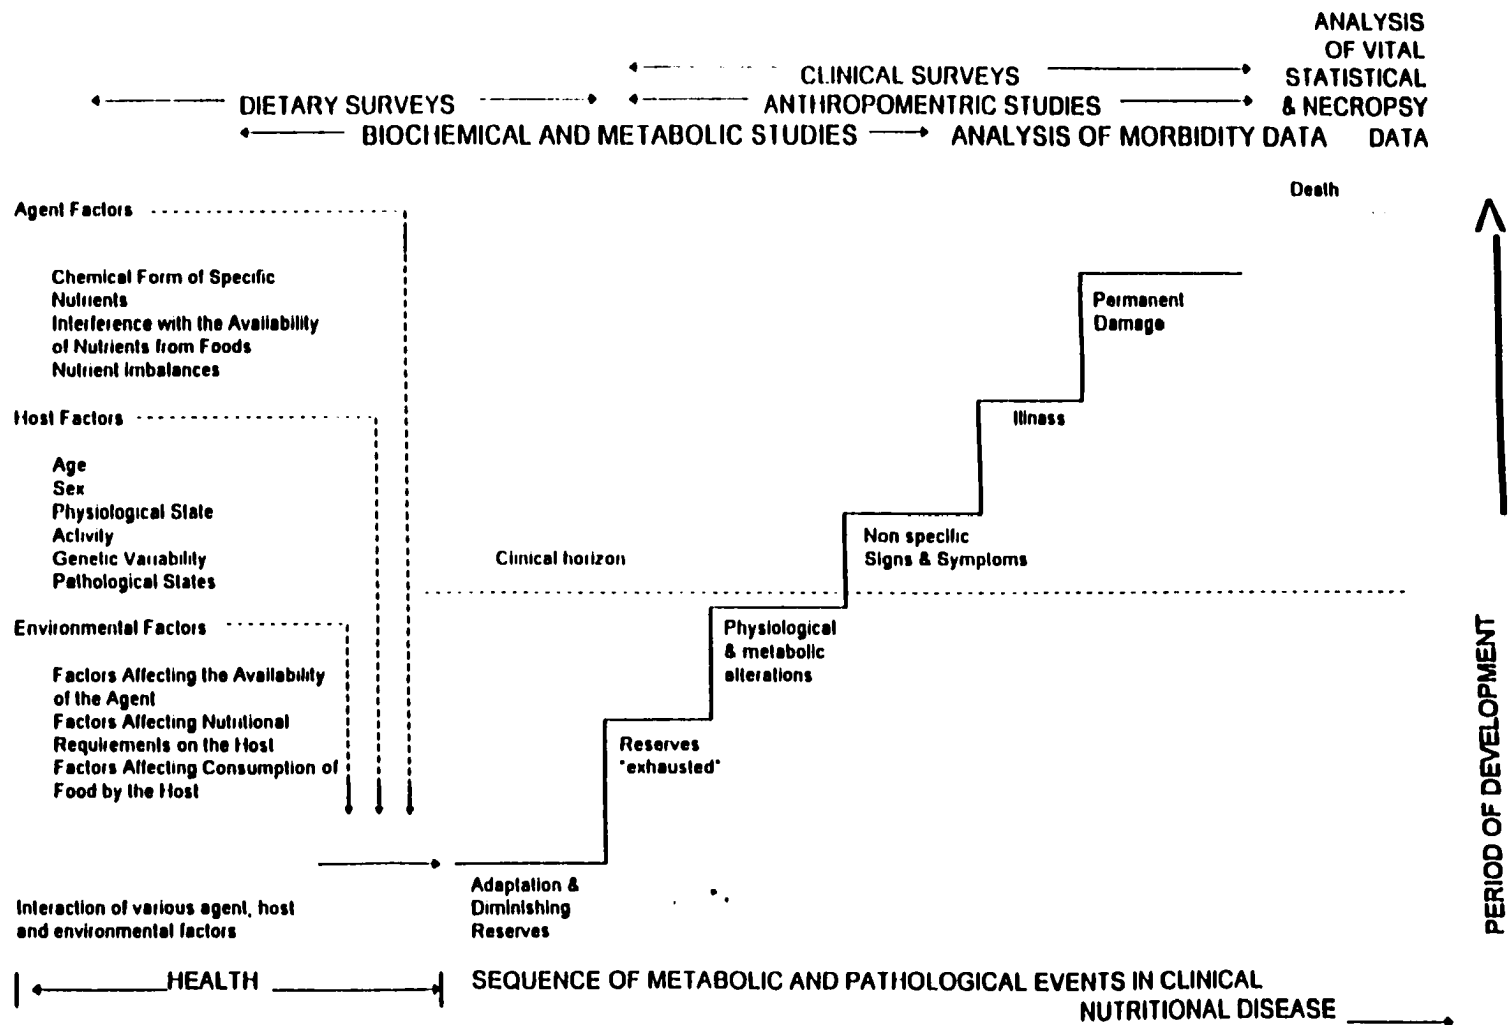 ANALYSIS
OF VITAL
STATISTICAL
& NECROPSY
DATA
CLINICAL SURVEYS
DIETARY SURVEYS
ANTHROPOMENTRIC STUDIES
BIOCHEMICAL AND METABOLIC STUDIES
ANALYSIS OF MORBIDITY DATA
Death
Agent Factors
Chemical Form of Specific
Nutrients
Interference with the Availability
of Nutrients from Foods
Nutrient Imbalances
Permanent
Damage
Host Factors
Illness
Age
Sex
Physiological State
Activity
Genetic Variability
Pathological States
Non specific
Signs & Symptoms
Clinical horizon
Environmental Factors
Factors Affecting the Availability
of the Agent
Factors Affecting Nutritional
Requirements on the Host
Factors Affecting Consumption of
Food by the Host
Physiological
& metabolic
alterations
Reserves
"exhausted"
Adaptation &
Diminishing
Reserves
Interaction of various agent, host
and environmental factors
PERIOD OF DEVELOPMENT
HEALTH
SEQUENCE OF METABOLIC AND PATHOLOGICAL EVENTS IN CLINICAL
NUTRITIONAL DISEASE